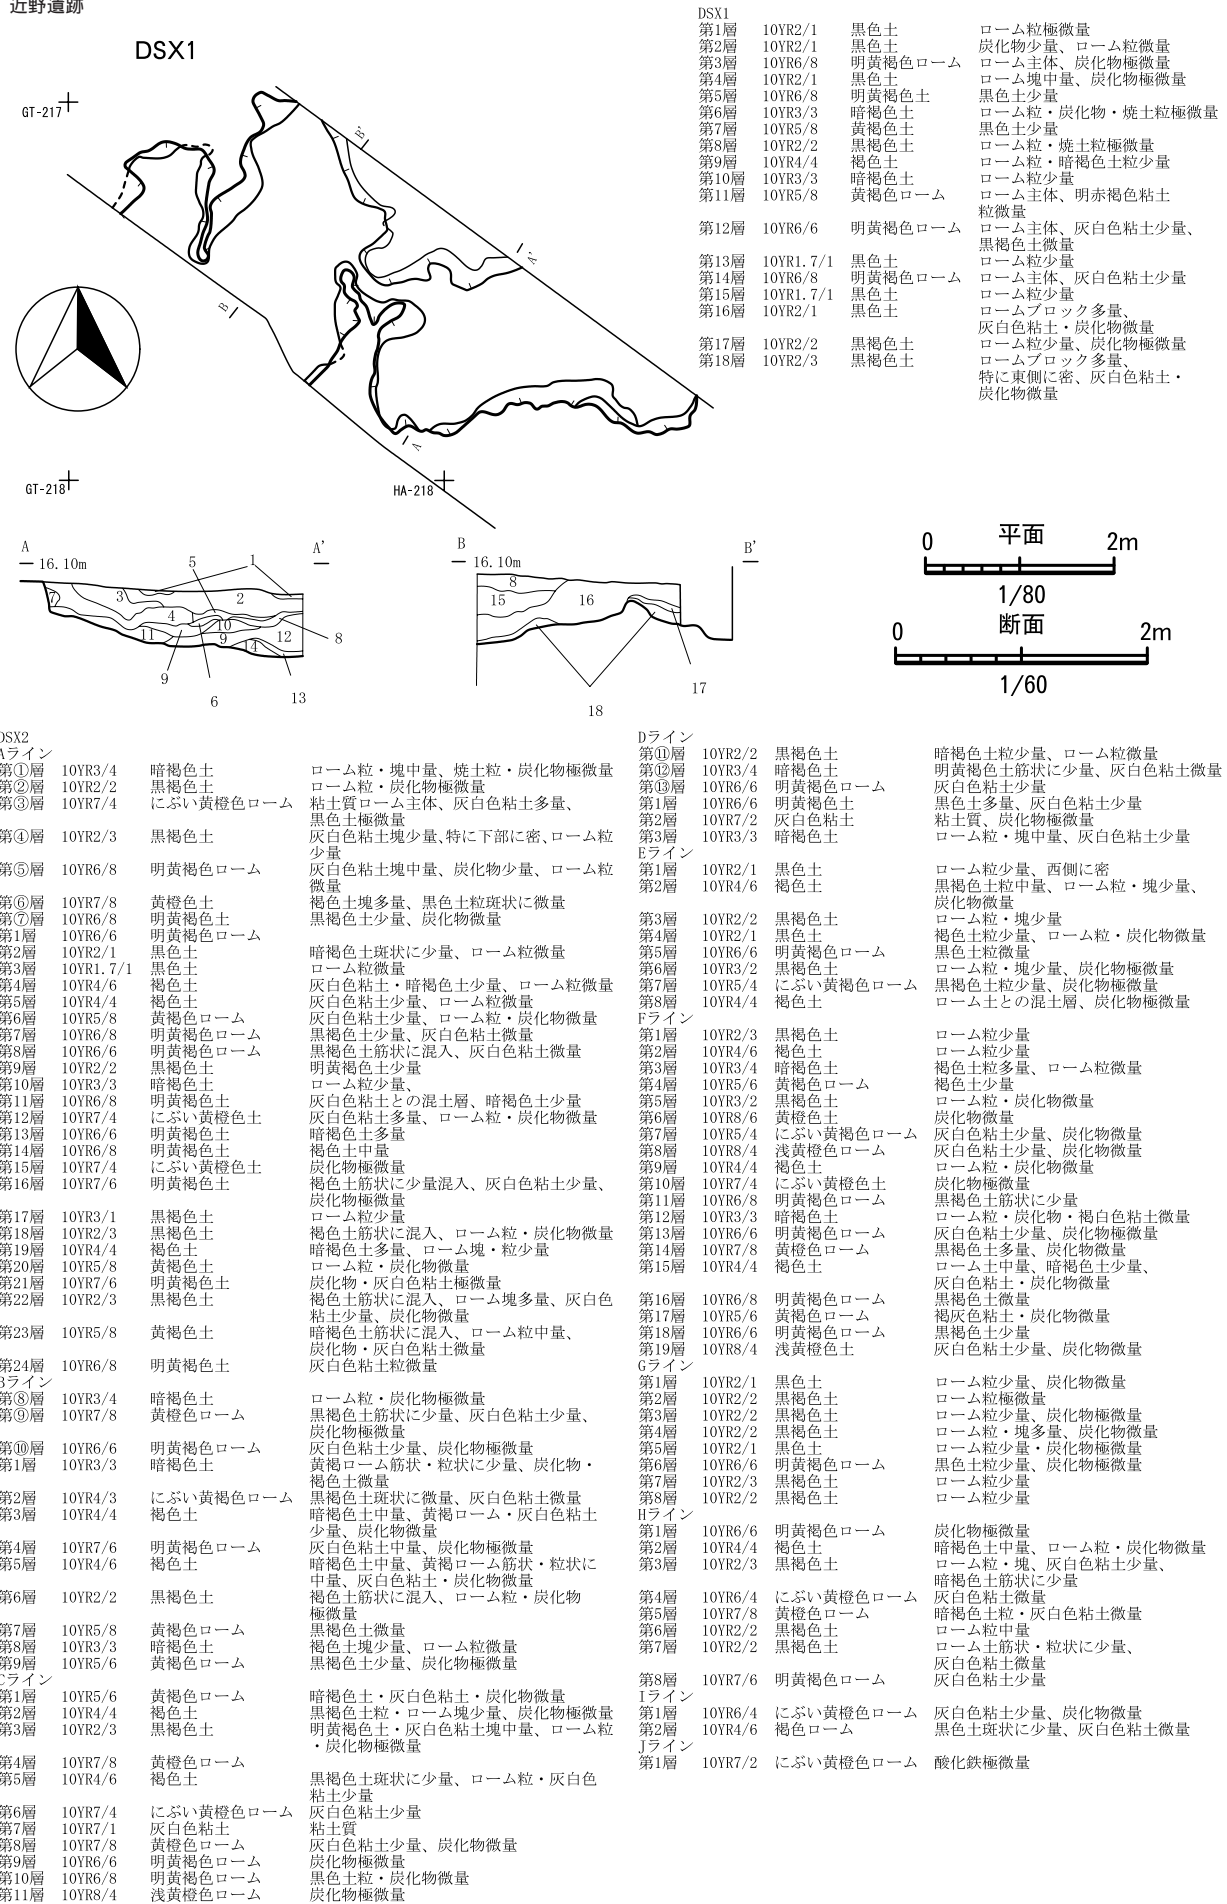 近野遺跡
DSX1
GT-217
B'
A'
B
A
GT-218
HA-218
DSX1
第1層 10YR2/1 黒色土 ローム粒極微量
第2層 10YR2/1 黒色土 炭化物少量、ローム粒微量
第3層 10YR6/8 明黄褐色ローム ローム主体、炭化物極微量
第4層 10YR2/1 黒色土 ローム塊中量、炭化物極微量
第5層 10YR6/8 明黄褐色土 黒色土少量
第6層 10YR3/3 暗褐色土 ローム粒・炭化物・焼土粒極微量
第7層 10YR5/8 黄褐色土 黒色土少量
第8層 10YR2/2 黒褐色土 ローム粒・焼土粒極微量
第9層 10YR4/4 褐色土 ローム粒・暗褐色土粒少量
第10層 10YR3/3 暗褐色土 ローム粒少量
第11層 10YR5/8 黄褐色ローム ローム主体、明赤褐色粘土
粒微量
第12層 10YR6/6 明黄褐色ローム ローム主体、灰白色粘土少量、
黒褐色土微量
第13層 10YR1.7/1 黒色土 ローム粒少量
第14層 10YR6/8 明黄褐色ローム ローム主体、灰白色粘土少量
第15層 10YR1.7/1 黒色土 ローム粒少量
第16層 10YR2/1 黒色土 ロームブロック多量、
灰白色粘土・炭化物微量
第17層 10YR2/2 黒褐色土 ローム粒少量、炭化物極微量
第18層 10YR2/3 黒褐色土 ロームブロック多量、
特に東側に密、灰白色粘土・
炭化物微量
A A'
16.10m
5 1
7 3 2
4
11 10 9 12 8
4
9 6 13
B B'
16.10m
8
15 16
17
18
平面
0 2m
1/80
断面
0 2m
1/60
DSX2
Aライン
第①層 10YR3/4 暗褐色土 ローム粒・塊中量、焼土粒・炭化物極微量
第②層 10YR2/2 黒褐色土 ローム粒・炭化物極微量
第③層 10YR7/4 にぶい黄橙色ローム 粘土質ローム主体、灰白色粘土多量、
黒色土極微量
第④層 10YR2/3 黒褐色土 灰白色粘土塊少量、特に下部に密、ローム粒
少量
第⑤層 10YR6/8 明黄褐色ローム 灰白色粘土塊中量、炭化物少量、ローム粒
微量
第⑥層 10YR7/8 黄橙色土 褐色土塊多量、黒色土粒斑状に微量
第⑦層 10YR6/8 明黄褐色土 黒褐色土少量、炭化物微量
第1層 10YR6/6 明黄褐色ローム
第2層 10YR2/1 黒色土 暗褐色土斑状に少量、ローム粒微量
第3層 10YR1.7/1 黒色土 ローム粒微量
第4層 10YR4/6 褐色土 灰白色粘土・暗褐色土少量、ローム粒微量
第5層 10YR4/4 褐色土 灰白色粘土少量、ローム粒微量
第6層 10YR5/8 黄褐色ローム 灰白色粘土少量、ローム粒・炭化物微量
第7層 10YR6/8 明黄褐色ローム 黒褐色土少量、灰白色粘土微量
第8層 10YR6/6 明黄褐色ローム 黒褐色土筋状に混入、灰白色粘土微量
第9層 10YR2/2 黒褐色土 明黄褐色土少量
第10層 10YR3/3 暗褐色土 ローム粒少量、
第11層 10YR6/8 明黄褐色土 灰白色粘土との混土層、暗褐色土少量
第12層 10YR7/4 にぶい黄橙色土 灰白色粘土多量、ローム粒・炭化物微量
第13層 10YR6/6 明黄褐色土 暗褐色土多量
第14層 10YR6/8 明黄褐色土 褐色土中量
第15層 10YR7/4 にぶい黄橙色土 炭化物極微量
第16層 10YR7/6 明黄褐色土 褐色土筋状に少量混入、灰白色粘土少量、
炭化物極微量
第17層 10YR3/1 黒褐色土 ローム粒少量
第18層 10YR2/3 黒褐色土 褐色土筋状に混入、ローム粒・炭化物微量
第19層 10YR4/4 褐色土 暗褐色土多量、ローム塊・粒少量
第20層 10YR5/8 黄褐色土 ローム粒・炭化物微量
第21層 10YR7/6 明黄褐色土 炭化物・灰白色粘土極微量
第22層 10YR2/3 黒褐色土 褐色土筋状に混入、ローム塊多量、灰白色
粘土少量、炭化物微量
第23層 10YR5/8 黄褐色土 暗褐色土筋状に混入、ローム粒中量、
炭化物・灰白色粘土微量
第24層 10YR6/8 明黄褐色土 灰白色粘土粒微量
Bライン
第⑧層 10YR3/4 暗褐色土 ローム粒・炭化物極微量
第⑨層 10YR7/8 黄橙色ローム 黒褐色土筋状に少量、灰白色粘土少量、
炭化物極微量
第⑩層 10YR6/6 明黄褐色ローム 灰白色粘土少量、炭化物極微量
第1層 10YR3/3 暗褐色土 黄褐ローム筋状・粒状に少量、炭化物・
褐色土微量
第2層 10YR4/3 にぶい黄褐色ローム 黒褐色土斑状に微量、灰白色粘土微量
第3層 10YR4/4 褐色土 暗褐色土中量、黄褐ローム・灰白色粘土
少量、炭化物微量
第4層 10YR7/6 明黄褐色ローム 灰白色粘土中量、炭化物極微量
第5層 10YR4/6 褐色土 暗褐色土中量、黄褐ローム筋状・粒状に
中量、灰白色粘土・炭化物微量
第6層 10YR2/2 黒褐色土 褐色土筋状に混入、ローム粒・炭化物
極微量
第7層 10YR5/8 黄褐色ローム 黒褐色土微量
第8層 10YR3/3 暗褐色土 褐色土塊少量、ローム粒微量
第9層 10YR5/6 黄褐色ローム 黒褐色土少量、炭化物極微量
Cライン
第1層 10YR5/6 黄褐色ローム 暗褐色土・灰白色粘土・炭化物微量
第2層 10YR4/4 褐色土 黒褐色土粒・ローム塊少量、炭化物極微量
第3層 10YR2/3 黒褐色土 明黄褐色土・灰白色粘土塊中量、ローム粒
・炭化物極微量
第4層 10YR7/8 黄橙色ローム
第5層 10YR4/6 褐色土 黒褐色土斑状に少量、ローム粒・灰白色
粘土少量
第6層 10YR7/4 にぶい黄橙色ローム 灰白色粘土少量
第7層 10YR7/1 灰白色粘土 粘土質
第8層 10YR7/8 黄橙色ローム 灰白色粘土少量、炭化物微量
第9層 10YR6/6 明黄褐色ローム 炭化物極微量
第10層 10YR6/8 明黄褐色ローム 黒色土粒・炭化物微量
第11層 10YR8/4 浅黄橙色ローム 炭化物極微量
Dライン
第⑪層 10YR2/2 黒褐色土 暗褐色土粒少量、ローム粒微量
第⑫層 10YR3/4 暗褐色土 明黄褐色土筋状に少量、灰白色粘土微量
第⑬層 10YR6/6 明黄褐色ローム 灰白色粘土少量
第1層 10YR6/6 明黄褐色土 黒色土多量、灰白色粘土少量
第2層 10YR7/2 灰白色粘土 粘土質、炭化物極微量
第3層 10YR3/3 暗褐色土 ローム粒・塊中量、灰白色粘土少量
Eライン
第1層 10YR2/1 黒色土 ローム粒少量、西側に密
第2層 10YR4/6 褐色土 黒褐色土粒中量、ローム粒・塊少量、
炭化物微量
第3層 10YR2/2 黒褐色土 ローム粒・塊少量
第4層 10YR2/1 黒色土 褐色土粒少量、ローム粒・炭化物微量
第5層 10YR6/6 明黄褐色ローム 黒色土粒微量
第6層 10YR3/2 黒褐色土 ローム粒・塊少量、炭化物極微量
第7層 10YR5/4 にぶい黄褐色ローム 黒褐色土粒少量、炭化物極微量
第8層 10YR4/4 褐色土 ローム土との混土層、炭化物極微量
Fライン
第1層 10YR2/3 黒褐色土 ローム粒少量
第2層 10YR4/6 褐色土 ローム粒少量
第3層 10YR3/4 暗褐色土 褐色土粒多量、ローム粒微量
第4層 10YR5/6 黄褐色ローム 褐色土少量
第5層 10YR3/2 黒褐色土 ローム粒・炭化物微量
第6層 10YR8/6 黄橙色土 炭化物微量
第7層 10YR5/4 にぶい黄褐色ローム 灰白色粘土少量、炭化物微量
第8層 10YR8/4 浅黄橙色ローム 灰白色粘土少量、炭化物微量
第9層 10YR4/4 褐色土 ローム粒・炭化物微量
第10層 10YR7/4 にぶい黄橙色土 炭化物極微量
第11層 10YR6/8 明黄褐色ローム 黒褐色土筋状に少量
第12層 10YR3/3 暗褐色土 ローム粒・炭化物・褐白色粘土微量
第13層 10YR6/6 明黄褐色ローム 灰白色粘土少量、炭化物極微量
第14層 10YR7/8 黄橙色ローム 黒褐色土多量、炭化物微量
第15層 10YR4/4 褐色土 ローム土中量、暗褐色土少量、
灰白色粘土・炭化物微量
第16層 10YR6/8 明黄褐色ローム 黒褐色土微量
第17層 10YR5/6 黄褐色ローム 褐灰色粘土・炭化物微量
第18層 10YR6/6 明黄褐色ローム 黒褐色土少量
第19層 10YR8/4 浅黄橙色土 灰白色粘土少量、炭化物微量
Gライン
第1層 10YR2/1 黒色土 ローム粒少量、炭化物微量
第2層 10YR2/2 黒褐色土 ローム粒極微量
第3層 10YR2/2 黒褐色土 ローム粒少量、炭化物極微量
第4層 10YR2/2 黒褐色土 ローム粒・塊多量、炭化物微量
第5層 10YR2/1 黒色土 ローム粒少量・炭化物極微量
第6層 10YR6/6 明黄褐色ローム 黒色土粒少量、炭化物極微量
第7層 10YR2/3 黒褐色土 ローム粒少量
第8層 10YR2/2 黒褐色土 ローム粒少量
Hライン
第1層 10YR6/6 明黄褐色ローム 炭化物極微量
第2層 10YR4/4 褐色土 暗褐色土中量、ローム粒・炭化物極微量
第3層 10YR2/3 黒褐色土 ローム粒・塊、灰白色粘土少量、
暗褐色土筋状に少量
第4層 10YR6/4 にぶい黄橙色ローム 灰白色粘土微量
第5層 10YR7/8 黄橙色ローム 暗褐色土粒・灰白色粘土微量
第6層 10YR2/2 黒褐色土 ローム粒中量
第7層 10YR2/2 黒褐色土 ローム土筋状・粒状に少量、
灰白色粘土微量
第8層 10YR7/6 明黄褐色ローム 灰白色粘土少量
Iライン
第1層 10YR6/4 にぶい黄橙色ローム 灰白色粘土少量、炭化物微量
第2層 10YR4/6 褐色ローム 黒色土斑状に少量、灰白色粘土微量
Jライン
第1層 10YR7/2 にぶい黄橙色ローム 酸化鉄極微量